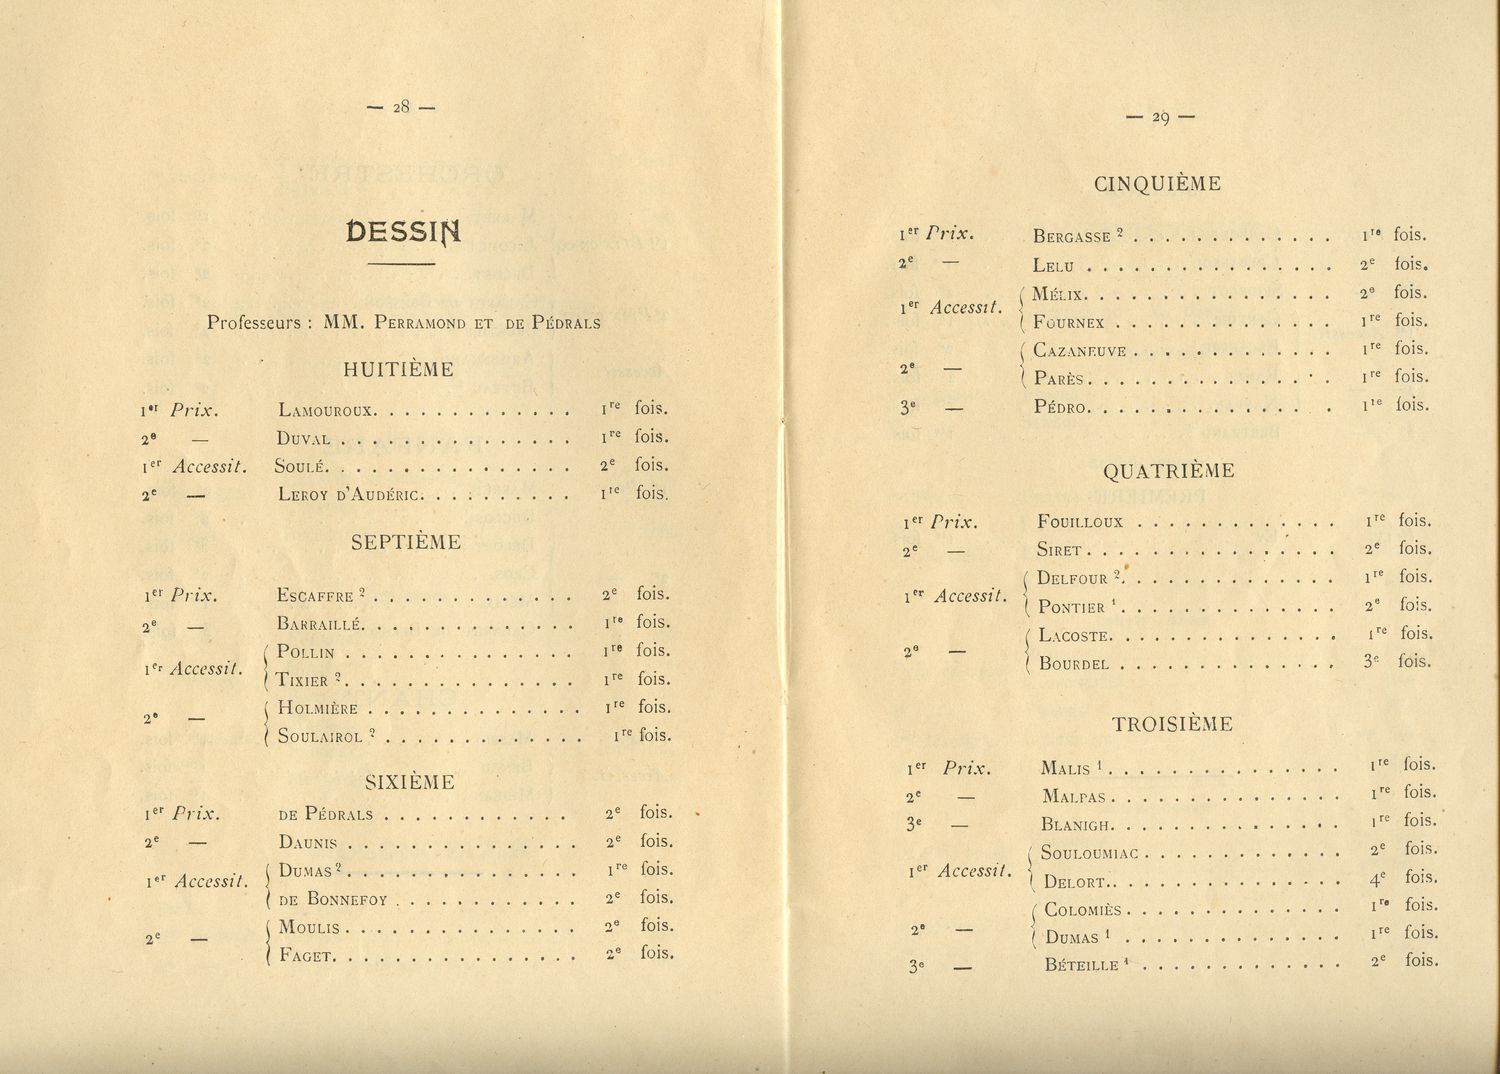 — 28 —
DESSIN
Professeurs : MM. PERRAMOND ET DE PÉDRALS
HUITIÈME
1er Prix. LAMOUROUX. . . . . . . . . . . . 1re fois.
2e — DUVAL . . . . . . . . . . . . . 1re fois.
1er Accessit. SOULÉ. . . . . . . . . . . . . . 2e fois.
2e — LEROY D'AUDÉRIC. . . . . . . . . 1re fois.
SEPTIÈME
1er Prix. ESCAFFRE 2 . . . . . . . . . . . . 2e fois.
2e — BARRAILLÉ. . . . . . . . . . . . . 1re fois.
POLLIN . . . . . . . . . . . . . 1re fois.
1er Accessit.
TIXIER 2. . . . . . . . . . . . . . 1re fois.
HOLMIÈRE . . . . . . . . . . . . . 1re fois.
2e —
SOULAIROL 2 . . . . . . . . . . . . . 1re fois.
SIXIÈME
1er Prix. DE PÉDRALS . . . . . . . . . . . 2e fois.
2e — DAUNIS . . . . . . . . . . . . . . 2e fois.
DUMAS 2. . . . . . . . . . . . . . . 1re fois.
1er Accessit.
DE BONNEFOY . . . . . . . . . . . 2e fois.
MOULIS . . . . . . . . . . . . . . 2e fois.
2e —
FAGET. . . . . . . . . . . . . . . 2e fois.
— 29 —
CINQUIÈME
1er Prix. BERGASSE 2 . . . . . . . . . . . . 1re fois.
2e — LELU . . . . . . . . . . . . . . . 2e fois.
MÉLIX. . . . . . . . . . . . . . . 2e fois.
1er Accessit.
FOURNEX . . . . . . . . . . . . . 1re fois.
CAZANEUVE . . . . . . . . . . . . 1re fois.
2e —
PARÈS. . . . . . . . . . . . . . . 1re fois.
3e — PÉDRO. . . . . . . . . . . . . . 1re fois.
QUATRIÈME
1er Prix. FOUILLOUX . . . . . . . . . . . . 1re fois.
2e — SIRET . . . . . . . . . . . . . . . 2e fois.
DELFOUR 2. . . . . . . . . . . . . 1re fois.
1er Accessit.
PONTIER 1. . . . . . . . . . . . . . 2e fois.
LACOSTE. . . . . . . . . . . . . . 1re fois.
2e —
BOURDEL . . . . . . . . . . . . . 3e fois.
TROISIÈME
1er Prix. MALIS 1. . . . . . . . . . . . . . . 1re fois.
2e — MALPAS. . . . . . . . . . . . . . . 1re fois.
3e — BLANIGH. . . . . . . . . . . . . . 1re fois.
SOULOUMIAC . . . . . . . . . . . . 2e fois.
1er Accessit.
DELORT. . . . . . . . . . . . . . . 4e fois.
COLOMIÈS . . . . . . . . . . . . . 1re fois.
2e —
DUMAS 1 . . . . . . . . . . . . . . 1re fois.
3e — BÉTEILLE 1 . . . . . . . . . . . . . 2e fois.